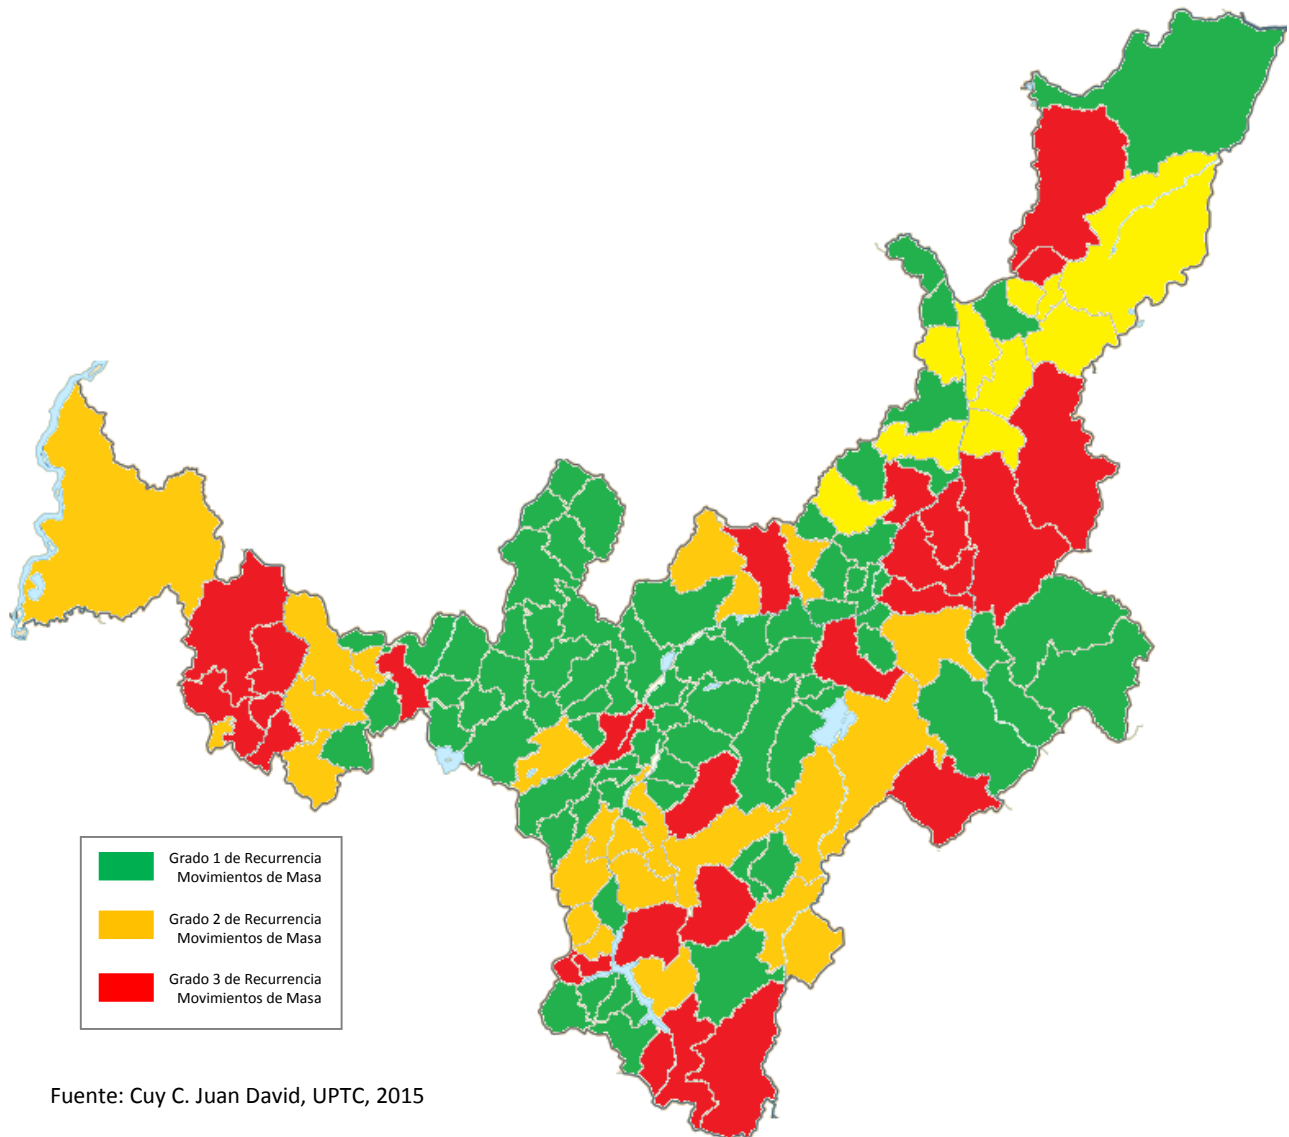 Grado 1 de Recurrencia
Movimientos de Masa
Grado 2 de Recurrencia
Movimientos de Masa
Grado 3 de Recurrencia
Movimientos de Masa
Fuente: Cuy C. Juan David, UPTC, 2015